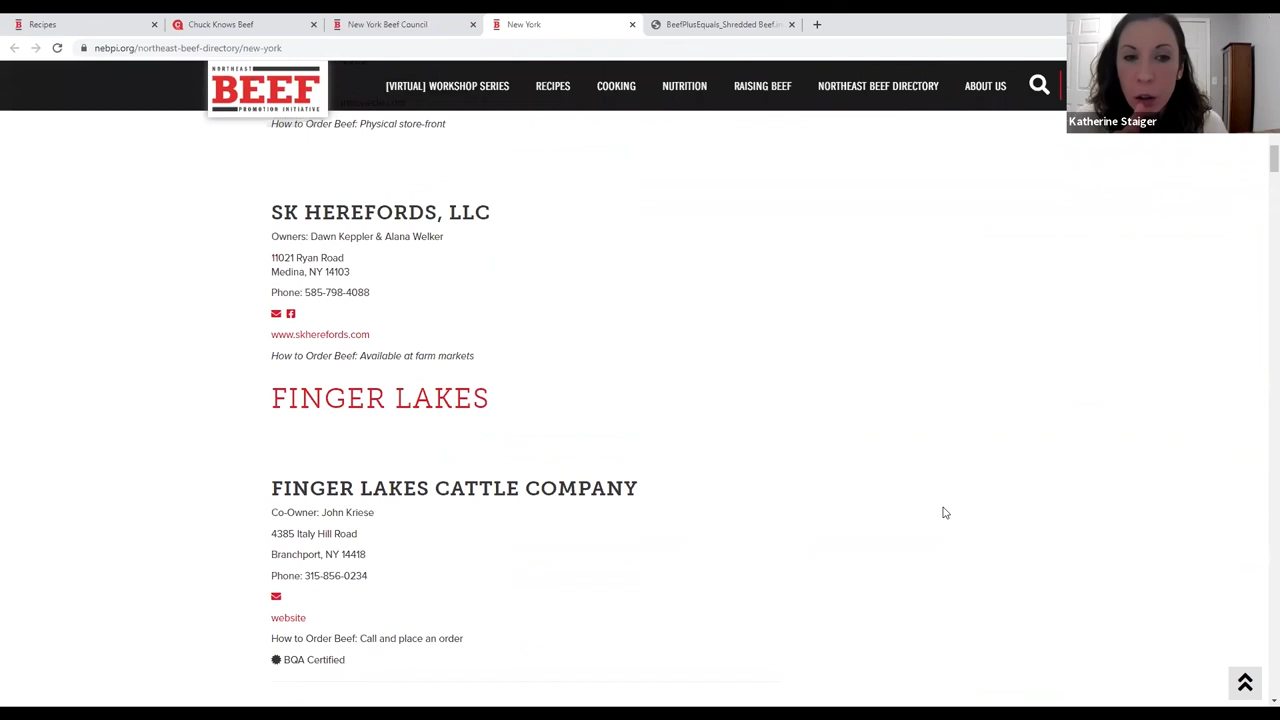 Recipes
Chuck Knows Beef
New York Beef Council
New York
BeefPlusEquals_Shredded Beef.in
nebpi.org/northeast-beef-directory/new-york
NORTHEAST
BEEF
PROMOTION INITIATIVE
[VIRTUAL] WORKSHOP SERIES
RECIPES
COOKING
NUTRITION
RAISING BEEF
NORTHEAST BEEF DIRECTORY
ABOUT US
Katherine Staiger
How to Order Beef: Physical store-front
SK HEREFORDS, LLC
Owners: Dawn Keppler & Alana Welker
11021 Ryan Road
Medina, NY 14103
Phone: 585-798-4088
www.skherefords.com
How to Order Beef: Available at farm markets
FINGER LAKES
FINGER LAKES CATTLE COMPANY
Co-Owner: John Kriese
4385 Italy Hill Road
Branchport, NY 14418
Phone: 315-856-0234
website
How to Order Beef: Call and place an order
BQA Certified